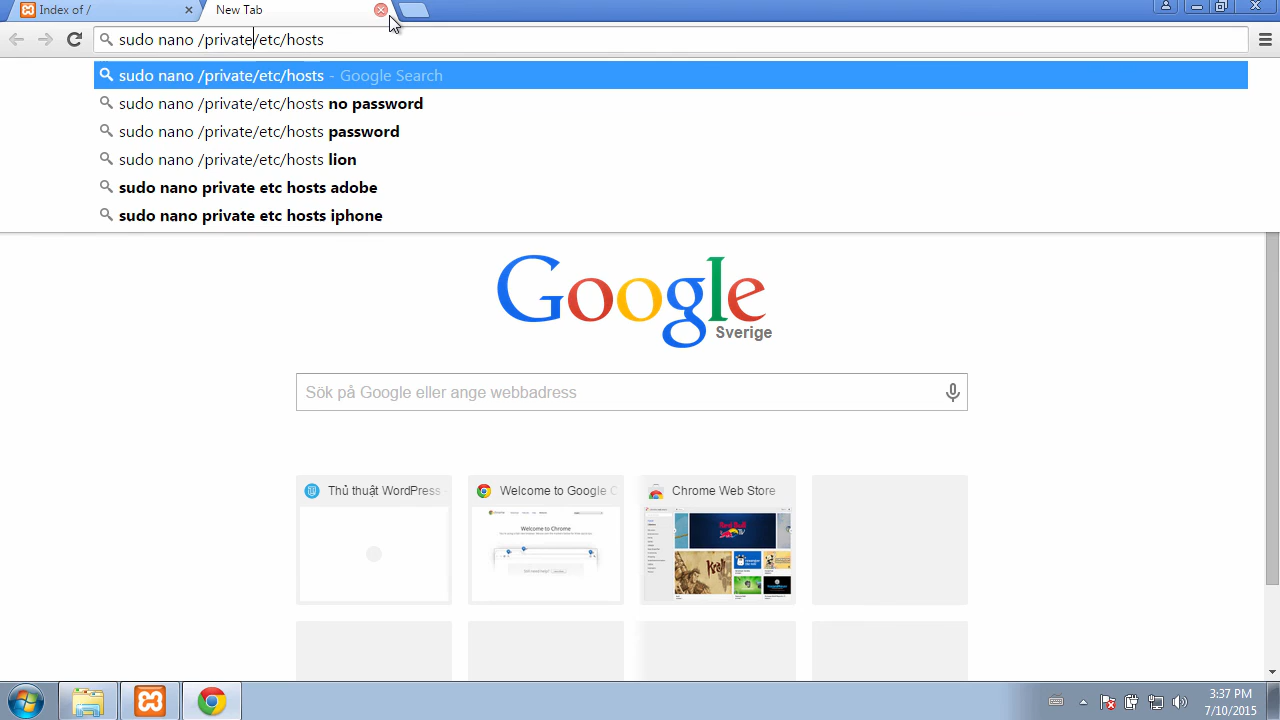 Index of /
New Tab
sudo nano /private/etc/hosts
sudo nano /private/etc/hosts - Google Search
sudo nano /private/etc/hosts no password
sudo nano /private/etc/hosts password
sudo nano /private/etc/hosts lion
sudo nano private etc hosts adobe
sudo nano private etc hosts iphone
Google
Sverige
Sök på Google eller ange webbadress
Thủ thuật WordPress
Welcome to Google C
Chrome Web Store
Welcome to Chrome
3:37 PM
7/10/2015